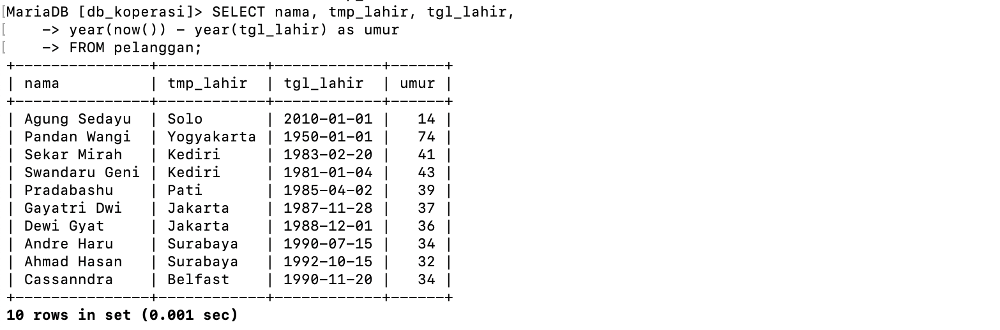 MariaDB [db_koperasi]> SELECT nama, tmp_lahir, tgl_lahir,
    -> year(now()) - year(tgl_lahir) as umur
    -> FROM pelanggan;
+---------------+------------+------------+------+
| nama          | tmp_lahir  | tgl_lahir  | umur |
+---------------+------------+------------+------+
| Agung Sedayu  | Solo       | 2010-01-01 |   14 |
| Pandan Wangi  | Yogyakarta | 1950-01-01 |   74 |
| Sekar Mirah   | Kediri     | 1983-02-20 |   41 |
| Swandaru Geni | Kediri     | 1981-01-04 |   43 |
| Pradabashu    | Pati       | 1985-04-02 |   39 |
| Gayatri Dwi   | Jakarta    | 1987-11-28 |   37 |
| Dewi Gyat     | Jakarta    | 1988-12-01 |   36 |
| Andre Haru    | Surabaya   | 1990-07-15 |   34 |
| Ahmad Hasan   | Surabaya   | 1992-10-15 |   32 |
| Cassanndra    | Belfast    | 1990-11-20 |   34 |
+---------------+------------+------------+------+
10 rows in set (0.001 sec)